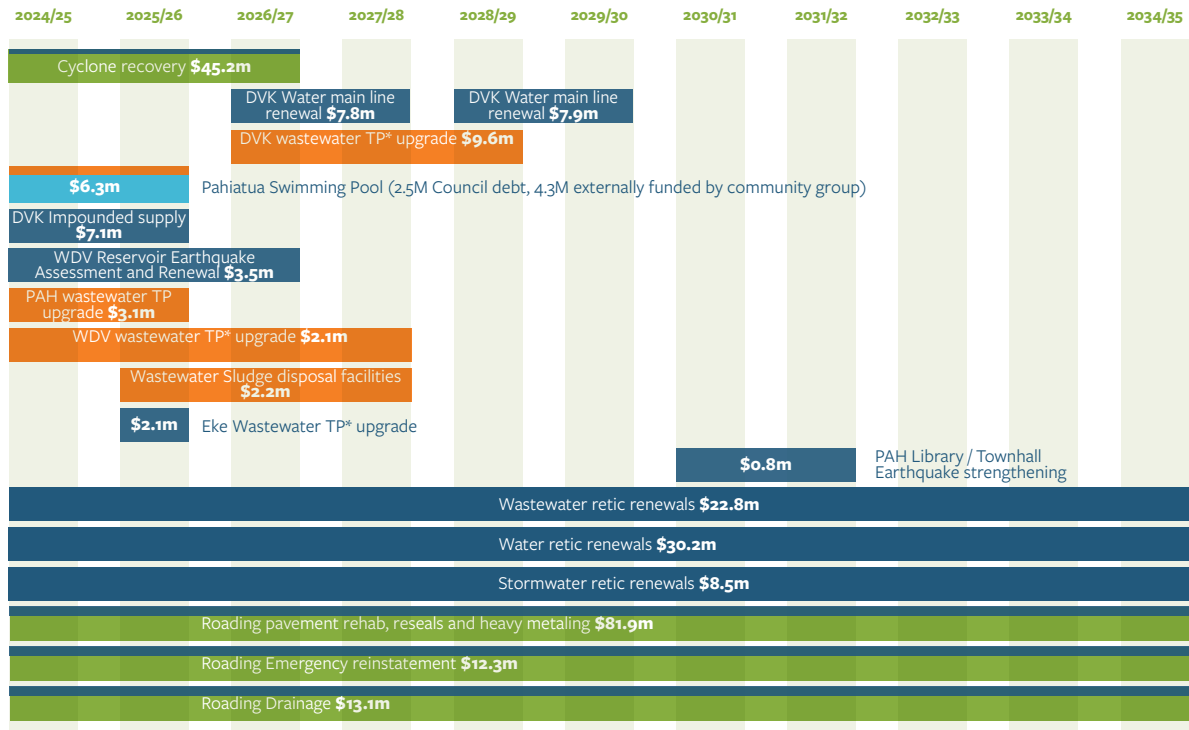 2024/25 2025/26 2026/27 2027/28 2028/29 2029/30 2030/31 2031/32 2032/33 2033/34 2034/35
Cyclone recovery $45.2m
DVK Water main line
renewal $7.8m
DVK Water main line
renewal $7.9m
DVK wastewater TP* upgrade $9.6m
$6.3m
Pahiatua Swimming Pool (2.5M Council debt, 4.3M externally funded by community group)
DVK Impounded supply
$7.1m
WDV Reservoir Earthquake
Assessment and Renewal $3.5m
PAH wastewater TP
upgrade $3.1m
WDV wastewater TP* upgrade $2.1m
Wastewater Sludge disposal facilities
$2.2m
$2.1m
Eke Wastewater TP* upgrade
$0.8m
PAH Library / Townhall
Earthquake strengthening
Wastewater retic renewals $22.8m
Water retic renewals $30.2m
Stormwater retic renewals $8.5m
Roading pavement rehab, reseals and heavy metaling $81.9m
Roading Emergency reinstatement $12.3m
Roading Drainage $13.1m